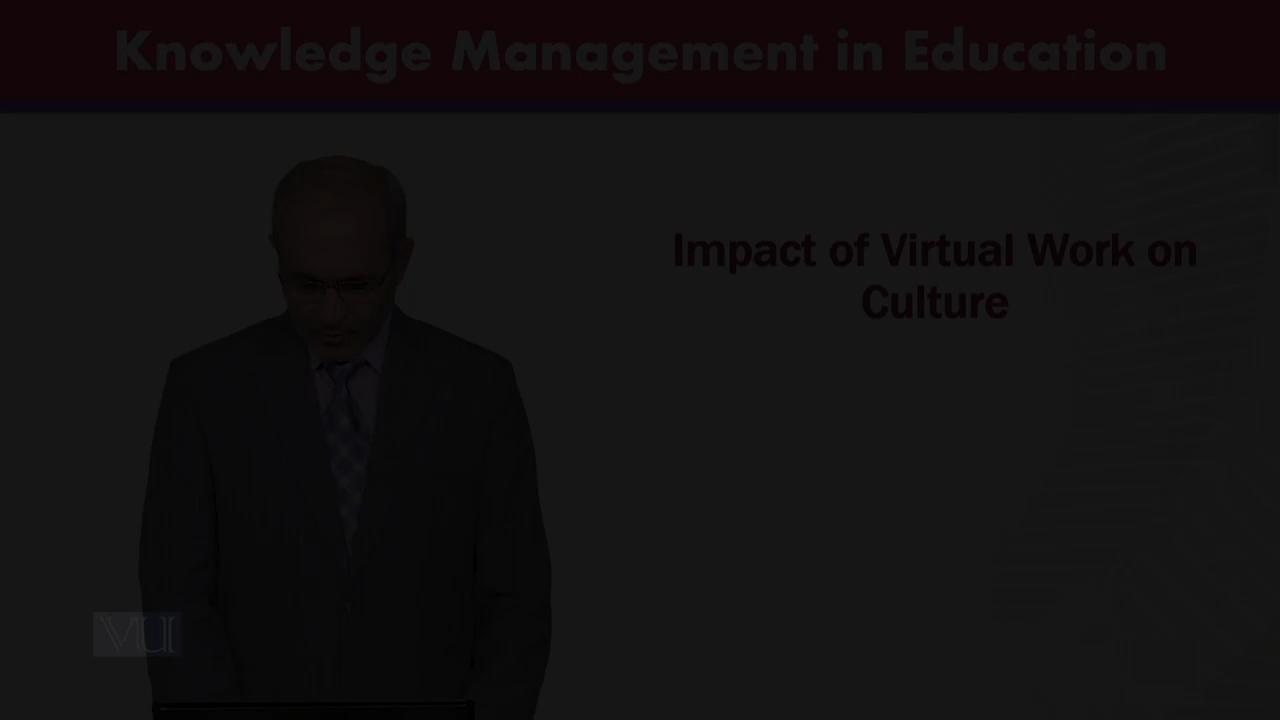 Knowledge Management in Education
Impact of Virtual Work on
Culture
VU